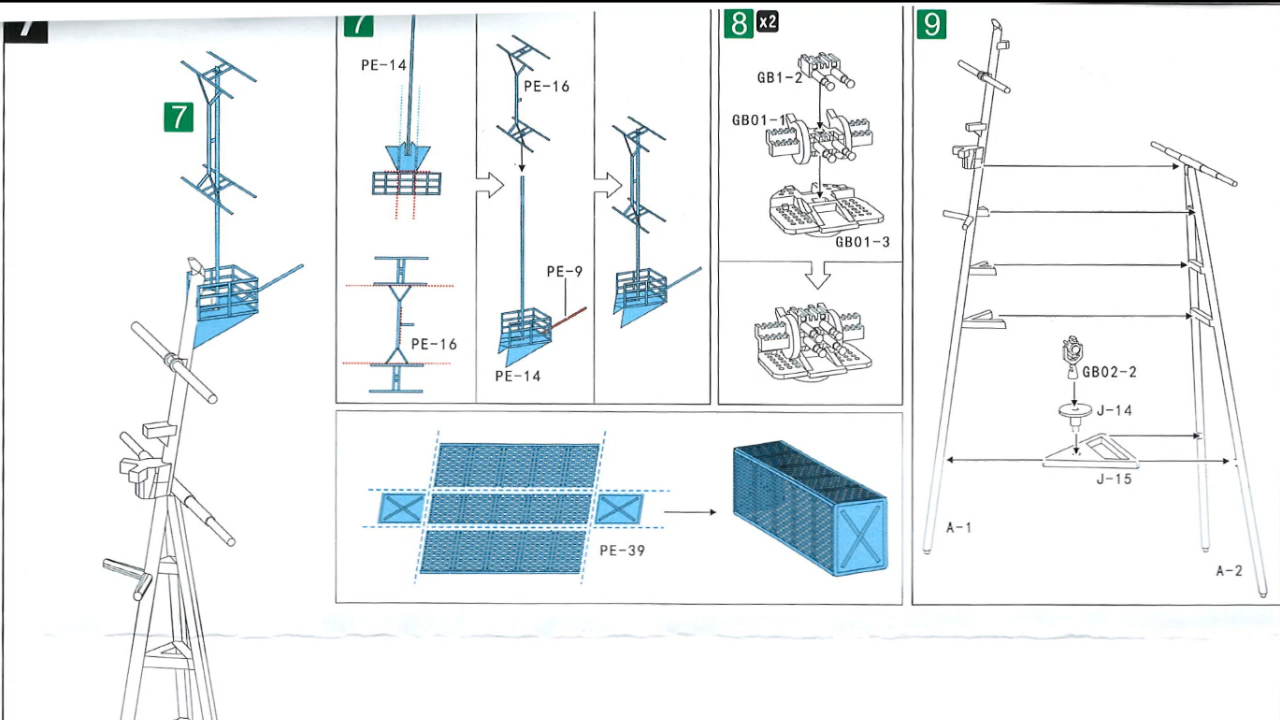 7
7
PE-14
PE-16
PE-16
PE-9
PE-14
8 x2
GB1-2
GB01-1
GB01-3
PE-39
9
GB02-2
J-14
J-15
A-1
A-2